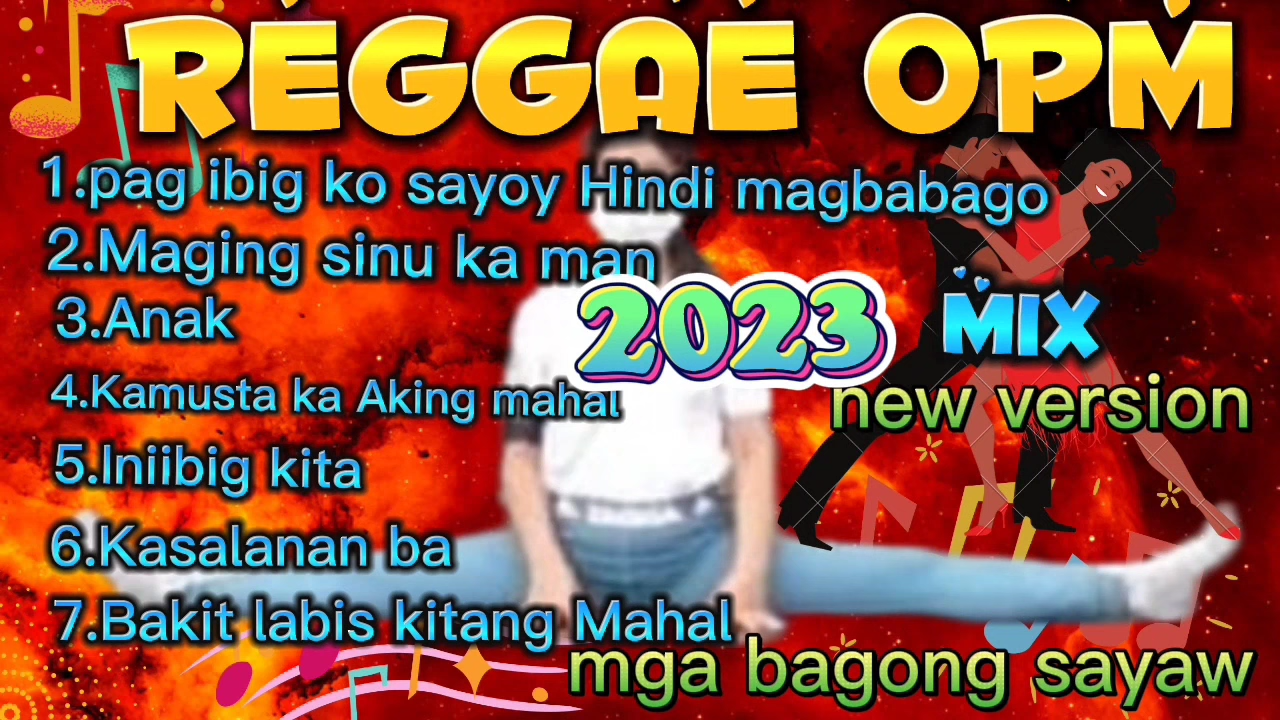 REGGAE OPM
1.pag ibig ko sayoy Hindi magbabago
2.Maging sinu ka man
3.Anak
2023 MIX
4.Kamusta ka Aking mahal
new version
5.Iniibig kita
6.Kasalanan ba
7.Bakit labis kitang Mahal
mga bagong sayaw